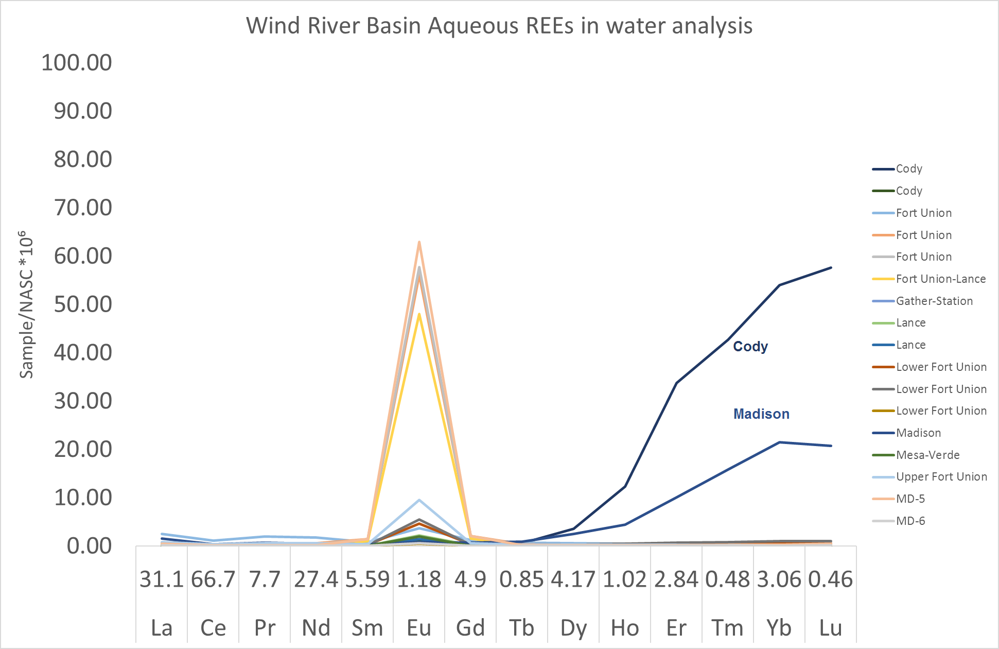 Wind River Basin Aqueous REEs in water analysis
Sample/NASC *10⁶
100.00
90.00
80.00
70.00
60.00
50.00
40.00
30.00
20.00
10.00
0.00
Cody
Madison
31.1 66.7 7.7 27.4 5.59 1.18 4.9 0.85 4.17 1.02 2.84 0.48 3.06 0.46
La Ce Pr Nd Sm Eu Gd Tb Dy Ho Er Tm Yb Lu
Cody
Cody
Fort Union
Fort Union
Fort Union
Fort Union-Lance
Gather-Station
Lance
Lance
Lower Fort Union
Lower Fort Union
Lower Fort Union
Madison
Mesa-Verde
Upper Fort Union
MD-5
MD-6